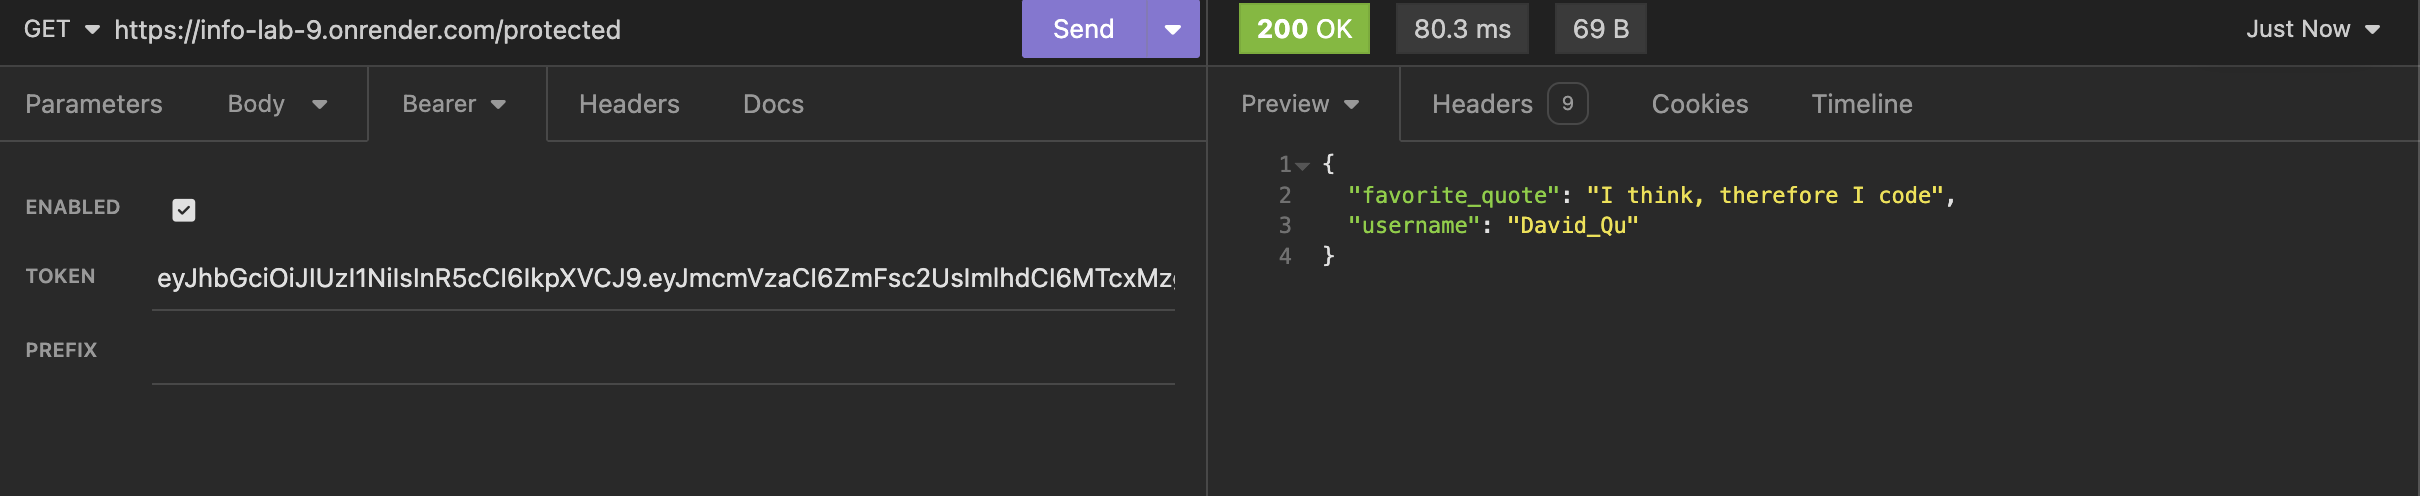 GET https://info-lab-9.onrender.com/protected Send
Parameters Body Bearer Headers Docs
ENABLED
TOKEN eyJhbGciOiJIUzI1NiIsInR5cCI6IkpXVCJ9.eyJmcmVzaCI6ZmFsc2UsImlhdCI6MTcxMzg
PREFIX
200 OK 80.3 ms 69 B Just Now
Preview Headers 9 Cookies Timeline
1 {
2 "favorite_quote": "I think, therefore I code",
3 "username": "David_Qu"
4 }